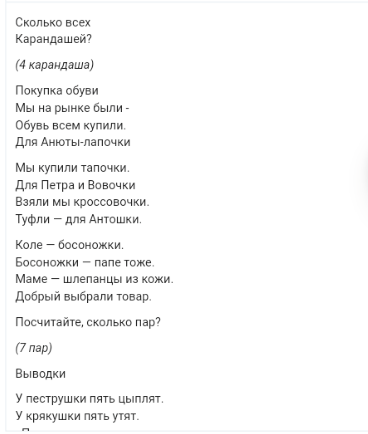 Сколько всех
Карандашей?
(4 карандаша)
Покупка обуви
Мы на рынке были -
Обувь всем купили.
Для Анюты-лапочки
Мы купили тапочки.
Для Петра и Вовочки
Взяли мы кроссовочки.
Туфли — для Антошки.
Коле — босоножки.
Босоножки — папе тоже.
Маме — шлепанцы из кожи.
Добрый выбрали товар.
Посчитайте, сколько пар?
(7 пар)
Выводки
У пеструшки пять цыплят.
У крякушки пять утят.